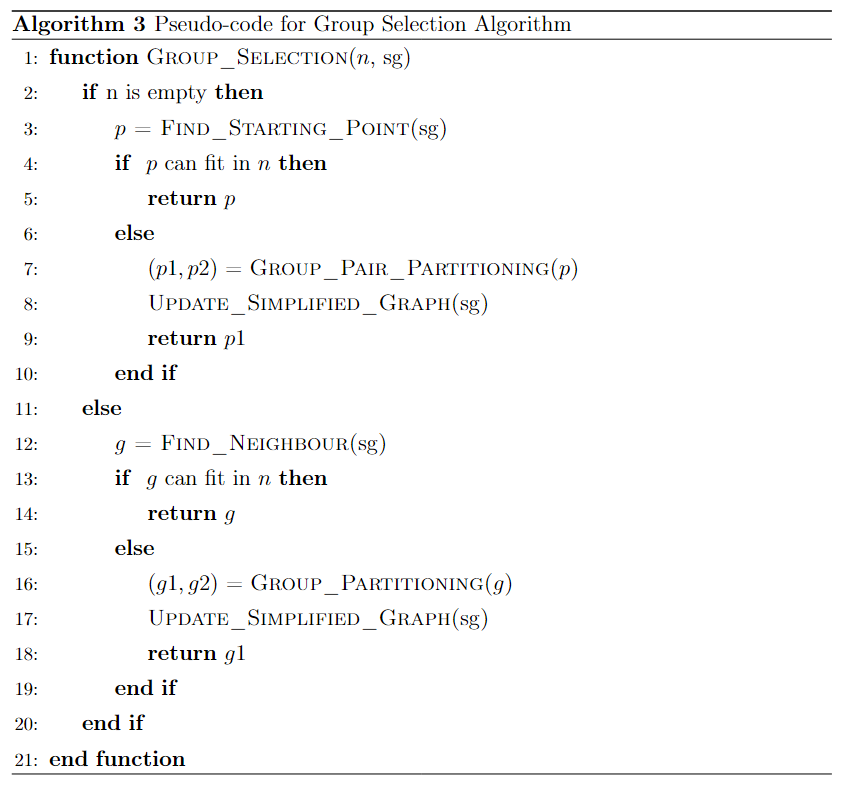 Algorithm 3 Pseudo-code for Group Selection Algorithm
1: function GROUP_SELECTION(n, sg)
2: if n is empty then
3: p = FIND_STARTING_POINT(sg)
4: if p can fit in n then
5: return p
6: else
7: (p1, p2) = GROUP_PAIR_PARTITIONING(p)
8: UPDATE_SIMPLIFIED_GRAPH(sg)
9: return p1
10: end if
11: else
12: g = FIND_NEIGHBOUR(sg)
13: if g can fit in n then
14: return g
15: else
16: (g1, g2) = GROUP_PARTITIONING(g)
17: UPDATE_SIMPLIFIED_GRAPH(sg)
18: return g1
19: end if
20: end if
21: end function